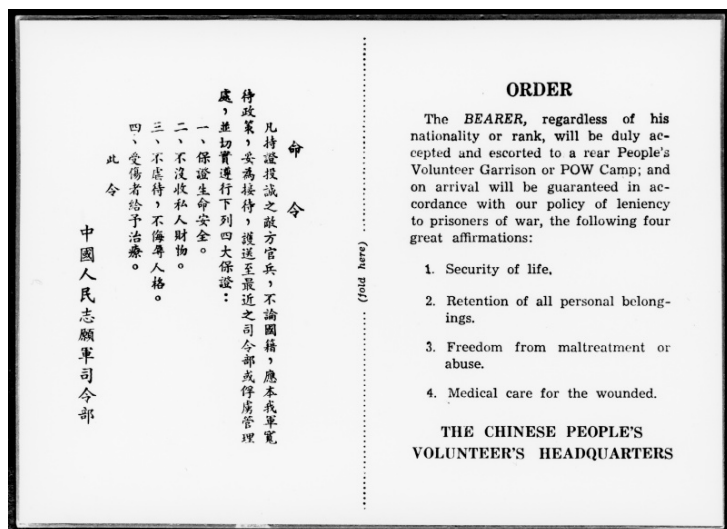 命令
凡持證投誠之敵方官兵，不論國籍，應本我軍寬
待政策，妥為接待，護送至最近之司令部或俘虜管理
處，並切實遵行下列四大保證：
一、保證生命安全。
二、不沒收私人財物。
三、不虐待，不侮辱人格。
四、受傷者給予治療。
此令
中國人民志願軍司令部
(fold here)
ORDER
The BEARER, regardless of his
nationality or rank, will be duly ac-
cepted and escorted to a rear People's
Volunteer Garrison or POW Camp; and
on arrival will be guaranteed in ac-
cordance with our policy of leniency
to prisoners of war, the following four
great affirmations:
1. Security of life.
2. Retention of all personal belong-
ings.
3. Freedom from maltreatment or
abuse.
4. Medical care for the wounded.
THE CHINESE PEOPLE'S
VOLUNTEER'S HEADQUARTERS